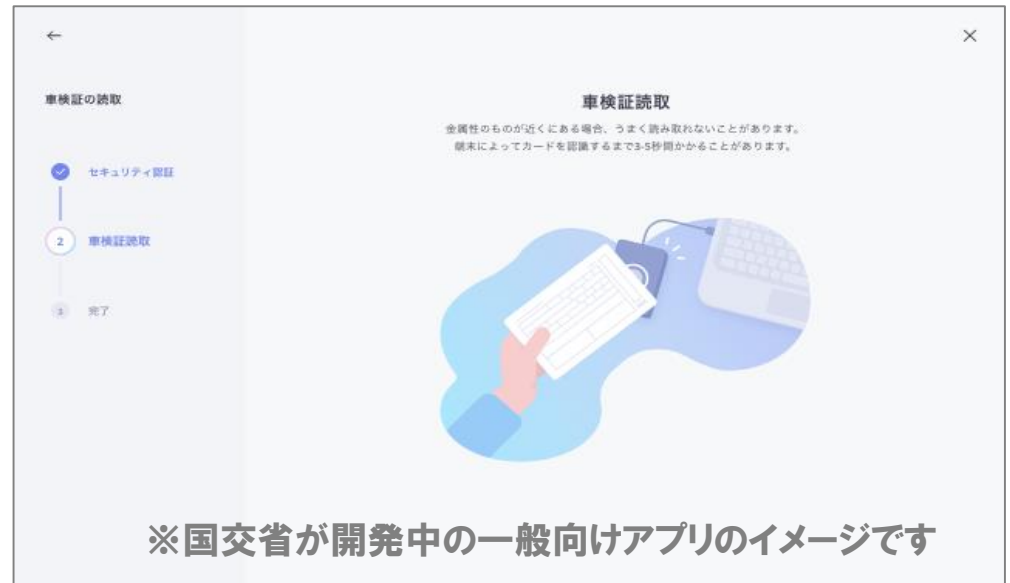 車検証の読取
セキュリティ認証
2 車検証読取
3 完了
車検証読取
金属性のものが近くにある場合、うまく読み取れないことがあります。
端末によってカードを認識するまで3-5秒間かかることがあります。
※国交省が開発中の一般向けアプリのイメージです